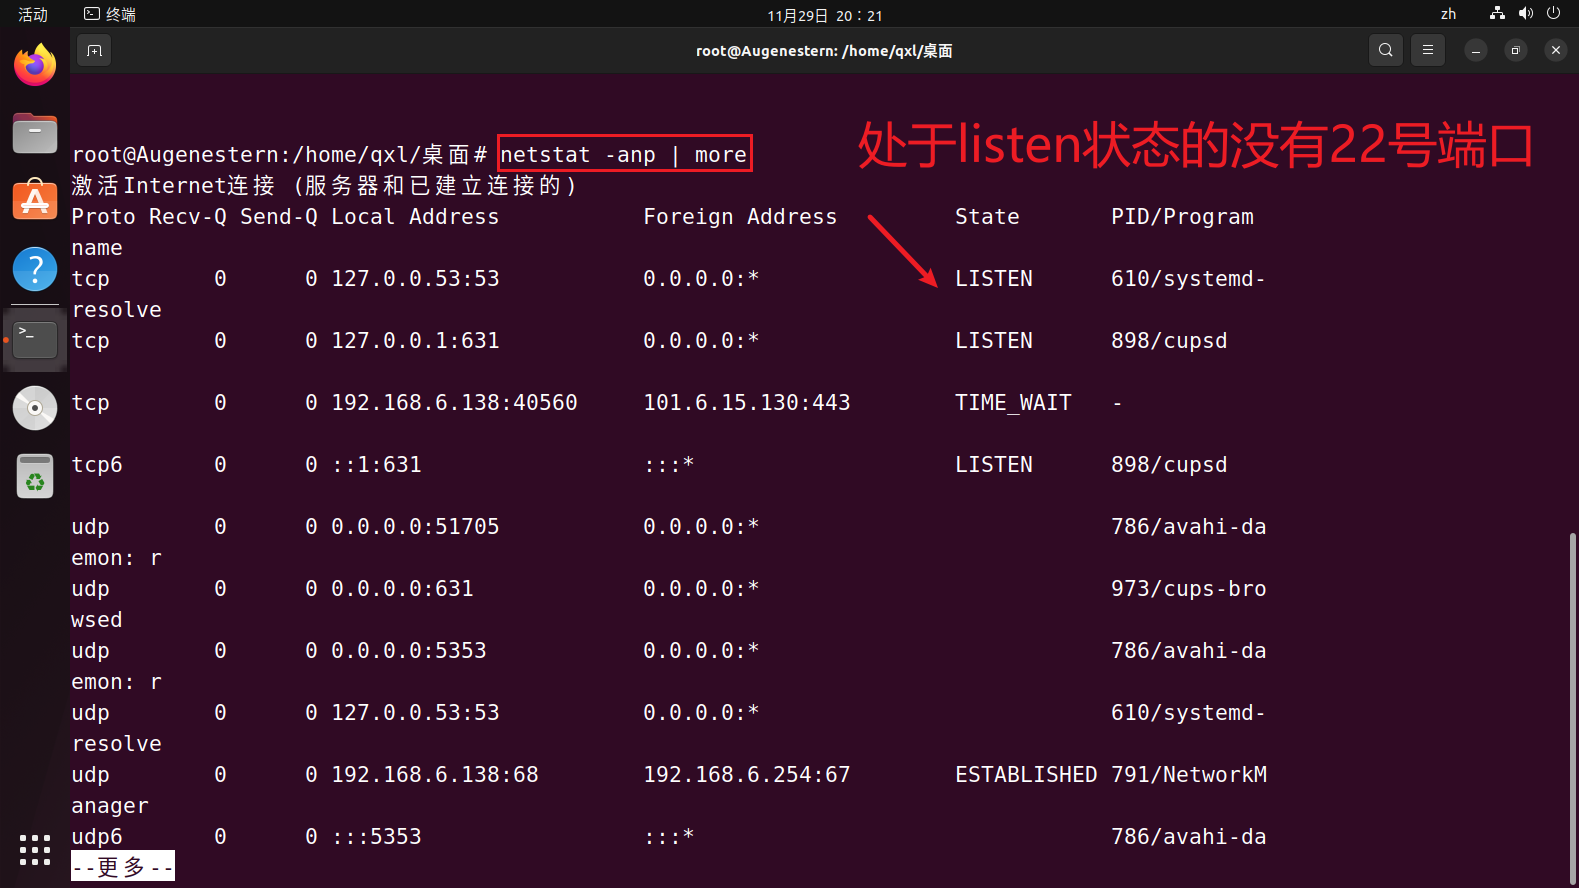 活动 终端 11月29日 20：21 zh
root@Augenestern: /home/qxl/桌面
处于listen状态的没有22号端口
root@Augenestern:/home/qxl/桌面# netstat -anp | more
激活Internet连接 (服务器和已建立连接的)
Proto Recv-Q Send-Q Local Address           Foreign Address         State       PID/Program
name
tcp        0      0 127.0.0.53:53           0.0.0.0:*               LISTEN      610/systemd-
resolve
tcp        0      0 127.0.0.1:631           0.0.0.0:*               LISTEN      898/cupsd
tcp        0      0 192.168.6.138:40560     101.6.15.130:443        TIME_WAIT   -
tcp6       0      0 ::1:631                 :::*                    LISTEN      898/cupsd
udp        0      0 0.0.0.0:51705           0.0.0.0:*                           786/avahi-da
emon: r
udp        0      0 0.0.0.0:631             0.0.0.0:*                           973/cups-bro
wsed
udp        0      0 0.0.0.0:5353            0.0.0.0:*                           786/avahi-da
emon: r
udp        0      0 127.0.0.53:53           0.0.0.0:*                           610/systemd-
resolve
udp        0      0 192.168.6.138:68        192.168.6.254:67        ESTABLISHED 791/NetworkM
anager
udp6       0      0 :::5353                 :::*                                786/avahi-da
--更多--